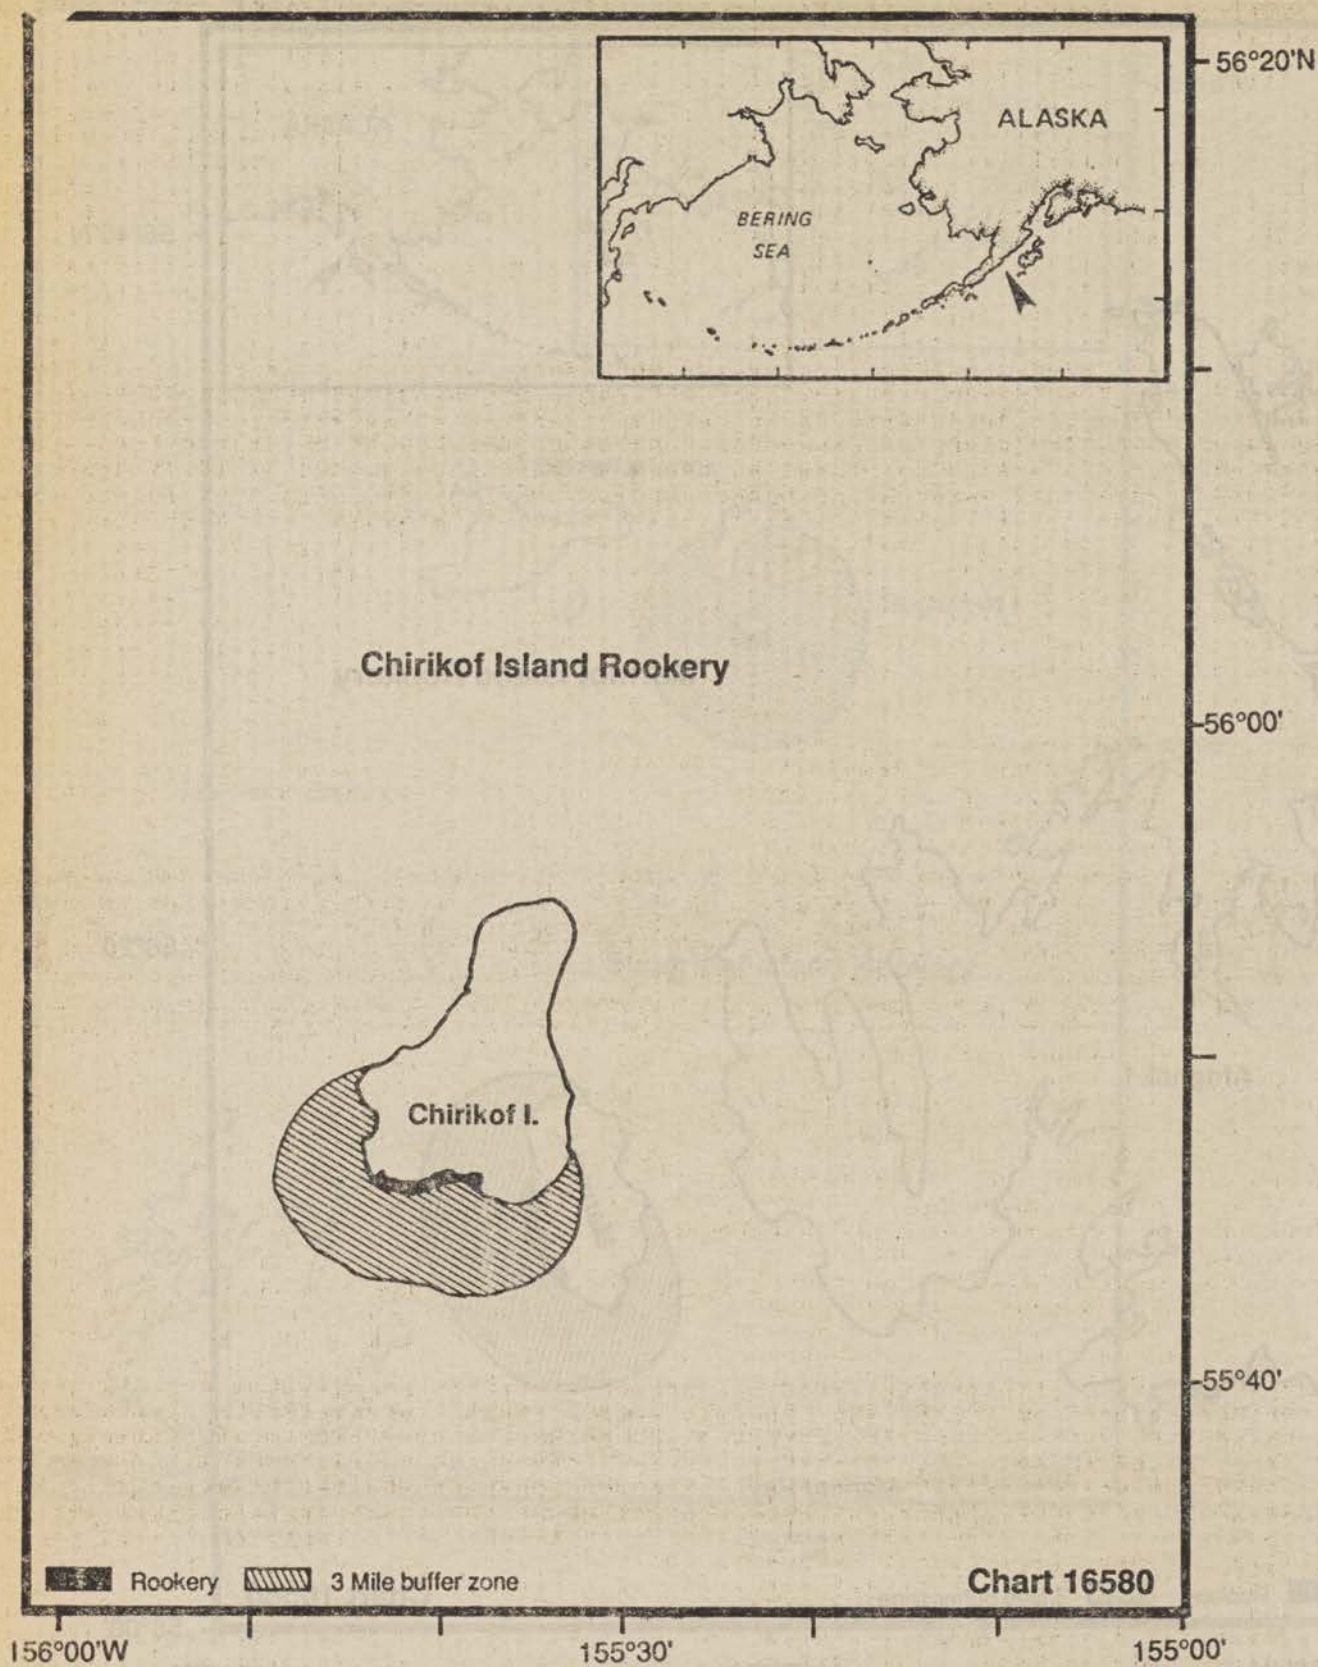 56°20'N
ALASKA
BERING
SEA
Chirikof Island Rookery
56°00'
Chirikof I.
55°40'
Rookery
3 Mile buffer zone
Chart 16580
156°00'W
155°30'
155°00'